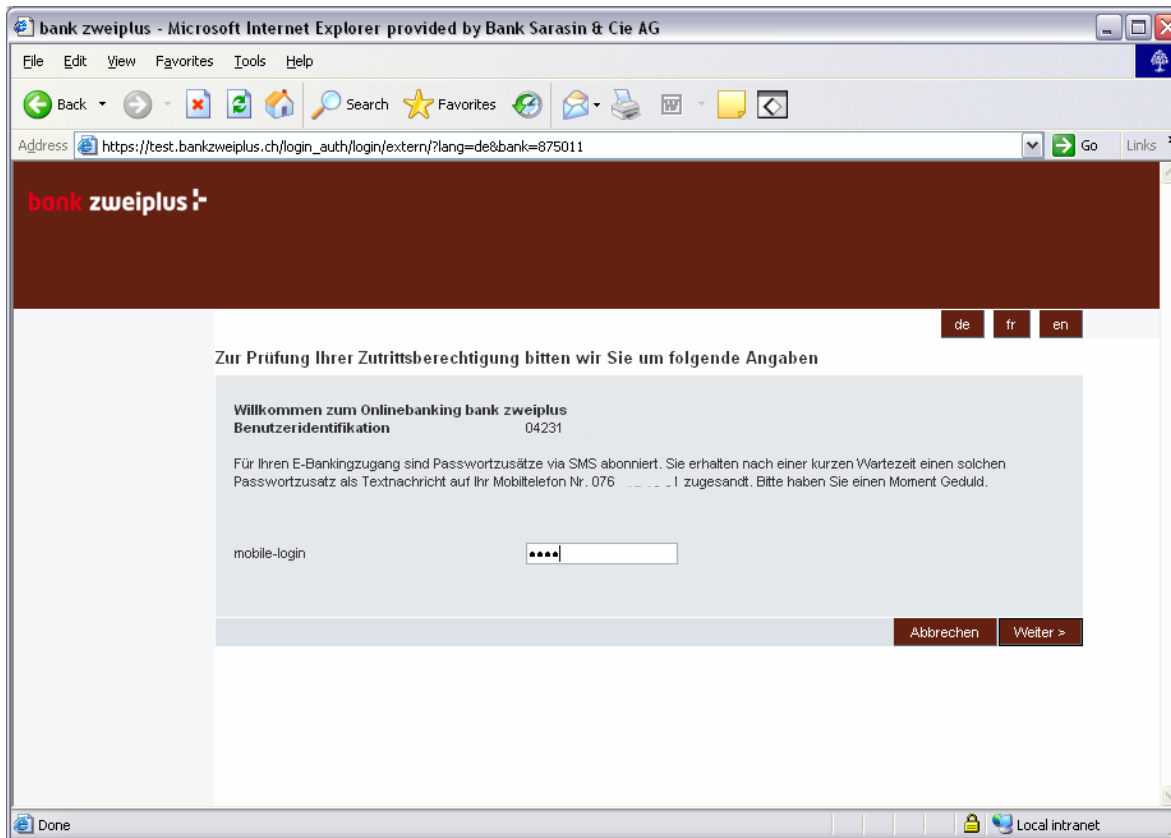 bank zweiplus - Microsoft Internet Explorer provided by Bank Sarasin & Cie AG
File Edit View Favorites Tools Help
Back Search Favorites
Address https://test.bankzweiplus.ch/login_auth/login/extern/?lang=de&bank=875011 Go Links
bank zweiplus
de fr en
Zur Prüfung Ihrer Zutrittsberechtigung bitten wir Sie um folgende Angaben
Willkommen zum Onlinebanking bank zweiplus
Benutzeridentifikation 04231
Für Ihren E-Bankingzugang sind Passwortzusätze via SMS abonniert. Sie erhalten nach einer kurzen Wartezeit einen solchen
Passwortzusatz als Textnachricht auf Ihr Mobiltelefon Nr. 076 1 zugesandt. Bitte haben Sie einen Moment Geduld.
mobile-login ••••
Abbrechen Weiter >
Done Local intranet